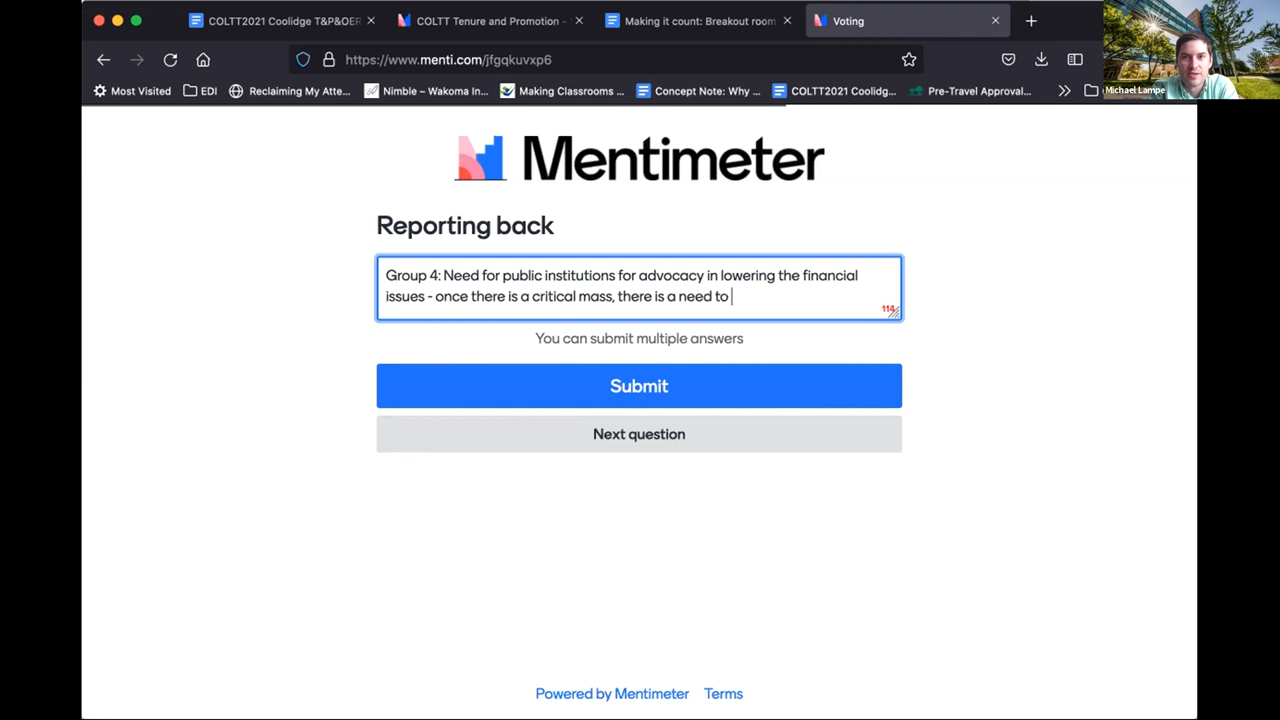 COLTT2021 Coolidge T&P&OER
COLTT Tenure and Promotion -
Making it count: Breakout room
Voting
https://www.menti.com/jfgqkuvxp6
Most Visited
EDI
Reclaiming My Atte...
Nimble – Wakoma In...
Making Classrooms ...
Concept Note: Why ...
COLTT2021 Coolidg...
Pre-Travel Approval...
Michael Lampe
Mentimeter
Reporting back
Group 4: Need for public institutions for advocacy in lowering the financial
issues - once there is a critical mass, there is a need to
114
You can submit multiple answers
Submit
Next question
Powered by Mentimeter
Terms